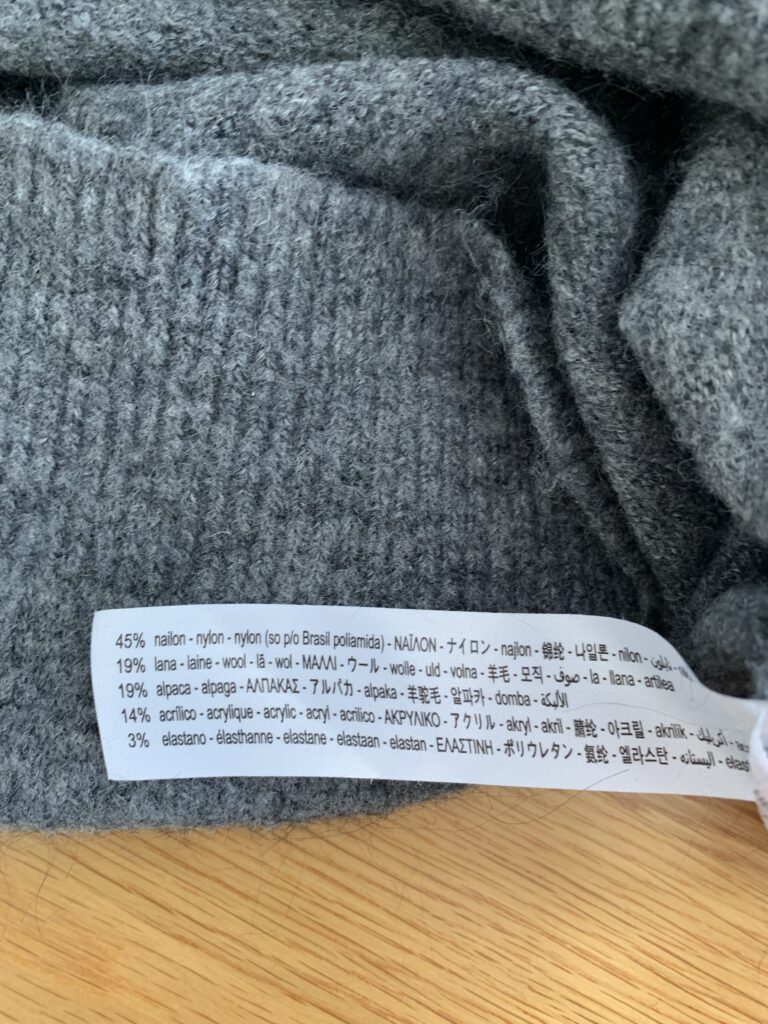 45% nailon - nylon - nylon (so p/o Brasil poliamida) - ΝΑΪΛΟΝ - ナイロン - najlon - 锦纶 - 나일론 - nilon - نايلون
19% lana - laine - wool - lã - wol - ΜΑΛΛΙ - ウール - wolle - uld - volna - 羊毛 - 모직 - صوف - la - llana - artilea
19% alpaca - alpaga - ΑΛΠΑΚΑΣ - アルパカ - alpaka - 羊驼毛 - 알파카 - domba - الألبكة
14% acrílico - acrylique - acrylic - acryl - acrilico - ΑΚΡΥΛΙΚΟ - アクリル - akryl - akril - 腈纶 - 아크릴 - akrilik -
3% elastano - élasthanne - elastane - elastaan - elastan - ΕΛΑΣΤΙΝΗ - ポリウレタン - 氨纶 - 엘라스탄 -